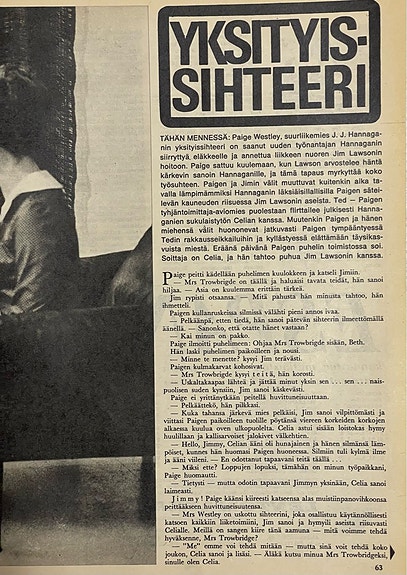 YKSITYIS-
SIHTEERI
TÄHÄN MENNESSÄ: Paige Westley, suurliikemies J. J. Hannaga-
nin yksityissihteeri on saanut uuden työnantajan Hannaganin
siirryttyä eläkkeelle ja annettua liikkeen nuoren Jim Lawsonin
hoitoon. Paige sattuu kuulemaan, kun Lawson arvostelee häntä
kärkevin sanoin Hannaganille, ja tämä tapaus myrkyttää koko
työsuhteen. Paigen ja Jimin välit muuttuvat kuitenkin aika ta-
valla lämpimämmiksi Hannaganin läksiäisillallisilla Paigen sätei-
levän kauneuden riisuessa Jim Lawsonin aseista. Ted — Paigen
tyhjäntoimittaja-aviomies puolestaan flirttailee julkisesti Hanna-
ganien sukulaistytön Celian kanssa. Muutenkin Paigen ja hänen
miehensä välit huononevat jatkuvasti Paigen tympääntyessä
Tedin rakkausseikkailuihin ja kyllästyessä elättämään täysikas-
vuista miestä. Eräänä päivänä Paigen puhelin toimistossa soi.
Soittaja on Celia, ja hän tahtoo puhua Jim Lawsonin kanssa.
Paige peitti kädellään puhelimen kuulokkeen ja katseli Jimiin.
— Mrs Trowbrigde on täällä ja haluaisi tavata teidät, hän sanoi
hiljaa. — Asia on kuulemma erittäin tärkeä.
Jim rypisti otsaansa. — Mitä pahusta hän minusta tahtoo, hän
ihmetteli.
Paigen kullanruskeissa silmissä välähti pieni annos ivaa.
— Pelkäänpä, etten tiedä, hän sanoi pätevän sihteerin ilmeettömällä
äänellä. — Sanonko, että otatte hänet vastaan?
— Kai minun on pakko.
Paige ilmoitti puhelimeen: Ohjaa Mrs Trowbridge sisään, Beth.
Hän laski puhelimen paikoilleen ja nousi.
— Minne te menette? kysyi Jim terävästi.
Paigen kulmakarvat kohosivat.
— Mrs Trowbridge kysyi teitä, hän korosti.
— Uskaltakaapas lähteä ja jättää minut yksin sen ... sen ... nais-
puolisen suden kynsiin, Jim sanoi käskevästi.
Paige ei yrittänytkään peitellä huvittuneisuuttaan.
— Pelkäättekö, hän pilkkasi.
— Kuka tahansa järkevä mies pelkäisi, Jim sanoi vilpittömästi ja
viittasi Paigen paikoilleen tuolille pöytänsä viereen korkeiden korkojen
alkaessa kuulua oven ulkopuolelta. Celia astui sisään loistokas hymy
huulillaan ja kallisarvoiset jalokivet välkehtien.
— Hello, Jimmy, Celian ääni oli hunajainen ja hänen silmänsä läm-
pöiset, kunnes hän huomasi Paigen huoneessa. Silmiin tuli kylmä ilme
ja ääni viileni. — En odottanut tapaavani teitä täällä ...
— Miksi ette? Loppujen lopuksi, tämähän on minun työpaikkani,
Paige huomautti.
— Tietysti — mutta odotin tapaavani Jimmyn yksinään, Celia sanoi
laimeasti.
Jimmy! Paige käänsi kiireesti katseensa alas muistiinpanovihkoonsa
peittääkseen huvittuneisuutensa.
— Mrs Westley on uskottu sihteerini, joka osallistuu käytännöllisesti
katsoen kaikkiin liiketoimiini, Jim sanoi ja hymyili aseista riisuvasti
Celialle. Meillä on sangen kiire tänä aamuna — mitä voimme tehdä
hyväksenne, Mrs Trowbridge?
— "Me" emme voi tehdä mitään — mutta sinä voit tehdä koko
joukon, Celia sanoi ja lisäsi. — Äläkä kutsu minua Mrs Trowbridgeksi,
sinulle olen Celia.
63